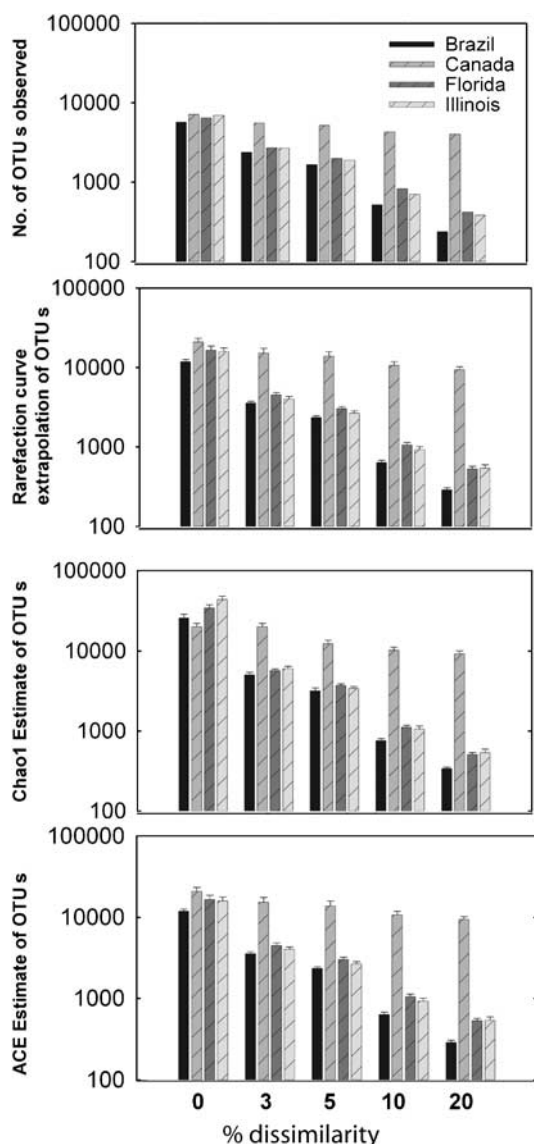 Brazil
Canada
Florida
Illinois
No. of OTU s observed
10000
1000
100
Rarefaction curve
extrapolation of OTU s
100000
10000
1000
100
Chao1 Estimate of OTU s
100000
10000
1000
100
ACE Estimate of OTU s
100000
10000
1000
100
0 3 5 10 20
% dissimilarity